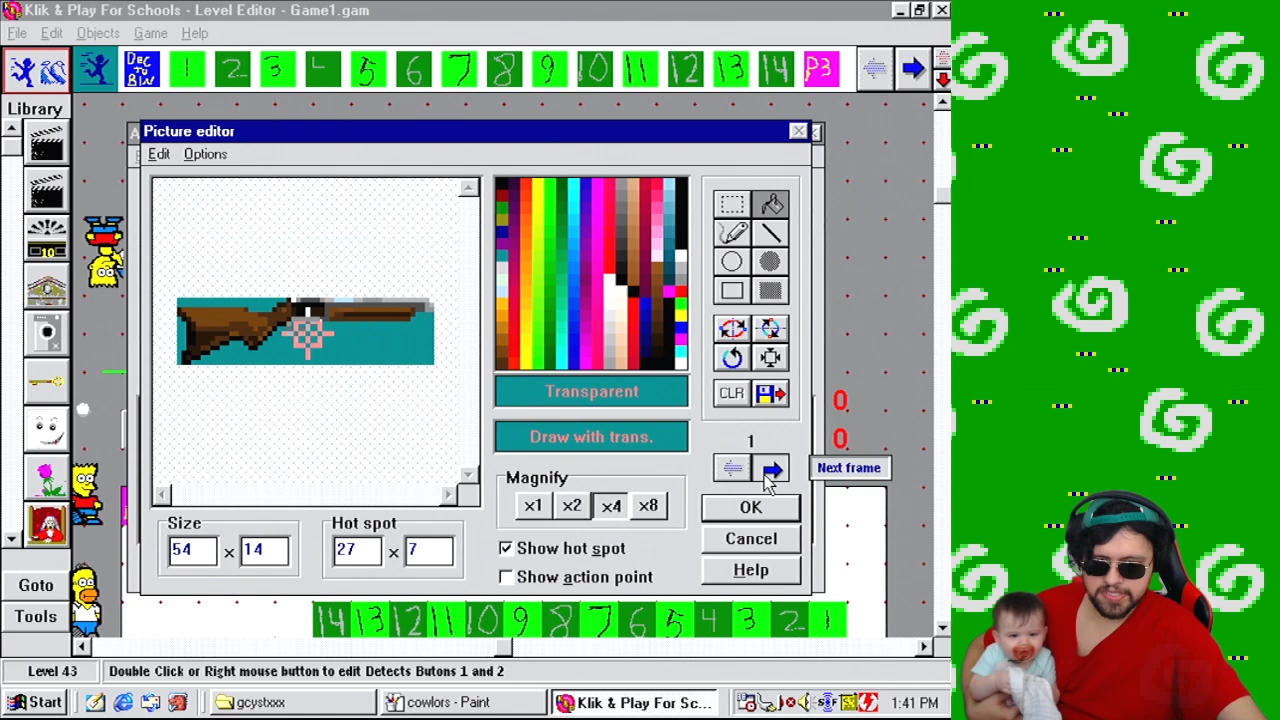 Klik & Play For Schools - Level Editor - Game1.gam
File Edit Objects Game Help
DEC TO BIN 1 2 3 4 5 6 7 8 9 10 11 12 13 14 P3
Library
Picture editor
Edit Options
10
Transparent
Draw with trans.
CLR
1
Next frame
0
0
Magnify
x1 x2 x4 x8
OK
Cancel
Help
Size
54 x 14
Hot spot
27 x 7
Show hot spot
Show action point
Goto
Tools
14 13 12 11 10 9 8 7 6 5 4 3 2 1
Level 43
Double Click or Right mouse button to edit Detects Butons 1 and 2
Start
gcystxxx
cowlors - Paint
Klik & Play For Sc...
1:41 PM